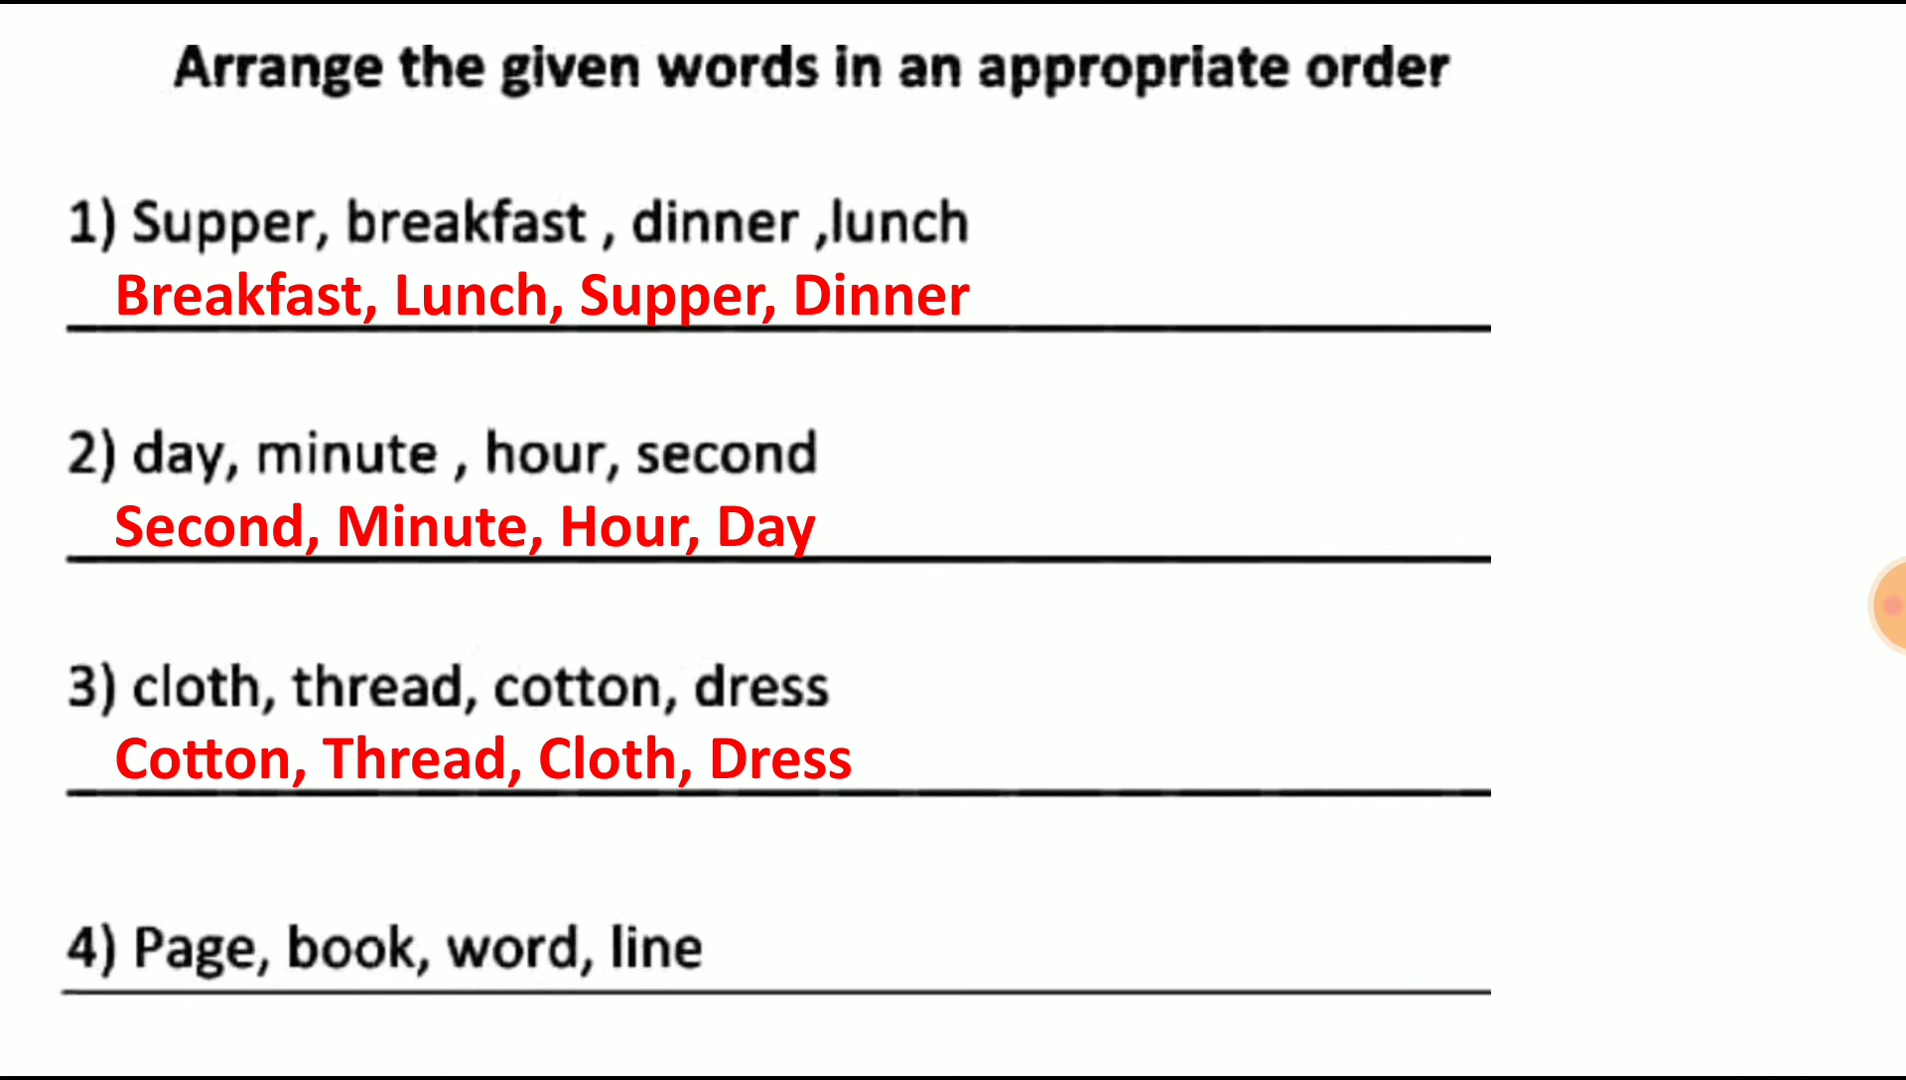 Arrange the given words in an appropriate order
1) Supper, breakfast , dinner ,lunch
Breakfast, Lunch, Supper, Dinner
2) day, minute , hour, second
Second, Minute, Hour, Day
3) cloth, thread, cotton, dress
Cotton, Thread, Cloth, Dress
4) Page, book, word, line